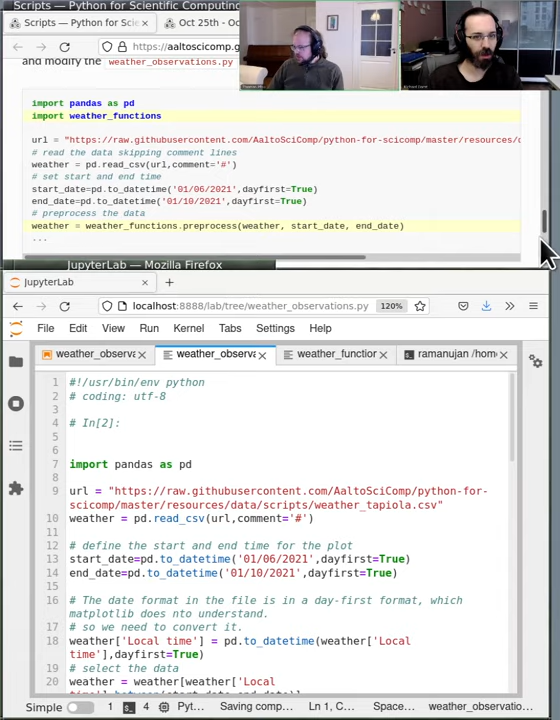 Scripts — Python for Scientific Computing
Scripts — Python for Scie
Oct 25th - Oc
https://aaltoscicomp.g
and modify the weather_observations.py
import pandas as pd
import weather_functions
url = "https://raw.githubusercontent.com/AaltoSciComp/python-for-scicomp/master/resources/d
# read the data skipping comment lines
weather = pd.read_csv(url,comment='#')
# set start and end time
start_date=pd.to_datetime('01/06/2021',dayfirst=True)
end_date=pd.to_datetime('01/10/2021',dayfirst=True)
# preprocess the data
weather = weather_functions.preprocess(weather, start_date, end_date)
...
JupyterLab — Mozilla Firefox
JupyterLab
localhost:8888/lab/tree/weather_observations.py
120%
File Edit View Run Kernel Tabs Settings Help
weather_observa
weather_observa
weather_function
ramanujan /home
1 #!/usr/bin/env python
2 # coding: utf-8
3
4 # In[2]:
5
6
7 import pandas as pd
8
9 url = "https://raw.githubusercontent.com/AaltoSciComp/python-for-
scicomp/master/resources/data/scripts/weather_tapiola.csv"
10 weather = pd.read_csv(url,comment='#')
11
12 # define the start and end time for the plot
13 start_date=pd.to_datetime('01/06/2021',dayfirst=True)
14 end_date=pd.to_datetime('01/10/2021',dayfirst=True)
15
16 # The date format in the file is in a day-first format, which
matplotlib does nto understand.
17 # so we need to convert it.
18 weather['Local time'] = pd.to_datetime(weather['Local
time'],dayfirst=True)
19 # select the data
20 weather = weather[weather['Local
Simple 1 4 Pyt… Saving comp… Ln 1, C… Space… weather_observatio…